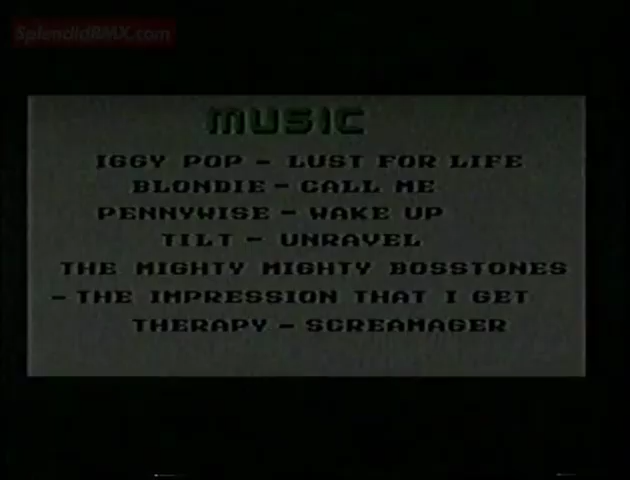 SplendidRMX.com
MUSIC
IGGY POP - LUST FOR LIFE
BLONDIE - CALL ME
PENNYWISE - WAKE UP
TILT - UNRAVEL
THE MIGHTY MIGHTY BOSSTONES
- THE IMPRESSION THAT I GET
THERAPY - SCREAMAGER